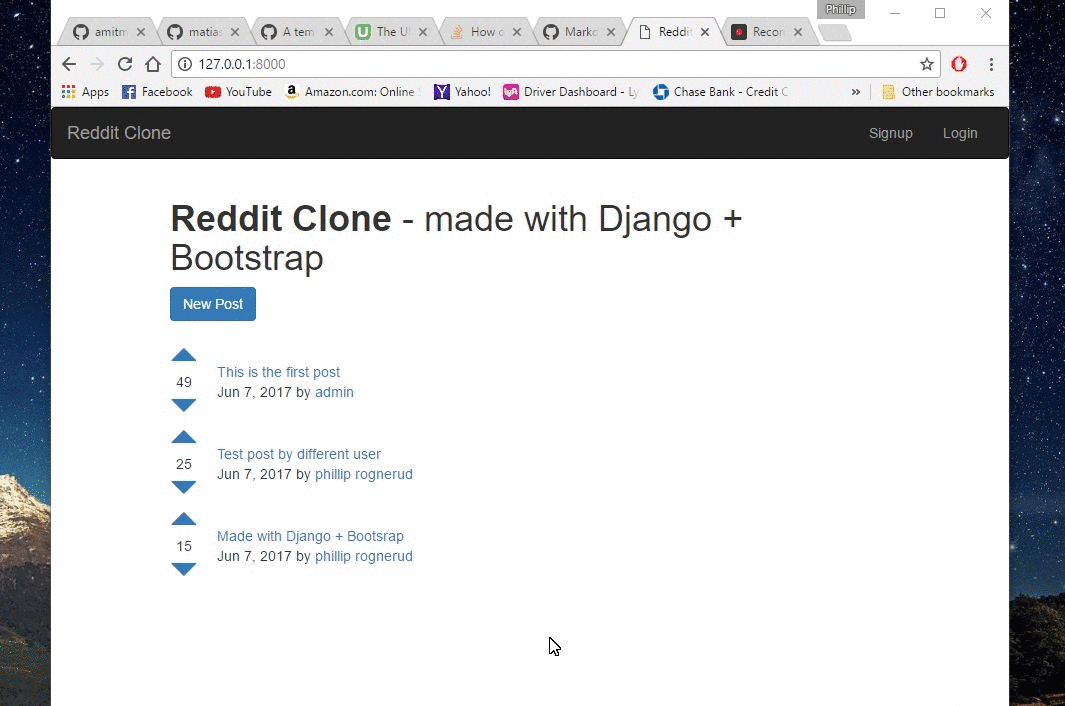 Phillip
amitm
matias
A tem
The Ul
How c
Markd
Reddit
Recor
127.0.0.1:8000
Apps
Facebook
YouTube
Amazon.com: Online
Yahoo!
Driver Dashboard - Ly
Chase Bank - Credit C
»
Other bookmarks
Reddit Clone
Signup
Login
Reddit Clone - made with Django +
Bootstrap
New Post
49
This is the first post
Jun 7, 2017 by admin
25
Test post by different user
Jun 7, 2017 by phillip rognerud
15
Made with Django + Bootsrap
Jun 7, 2017 by phillip rognerud